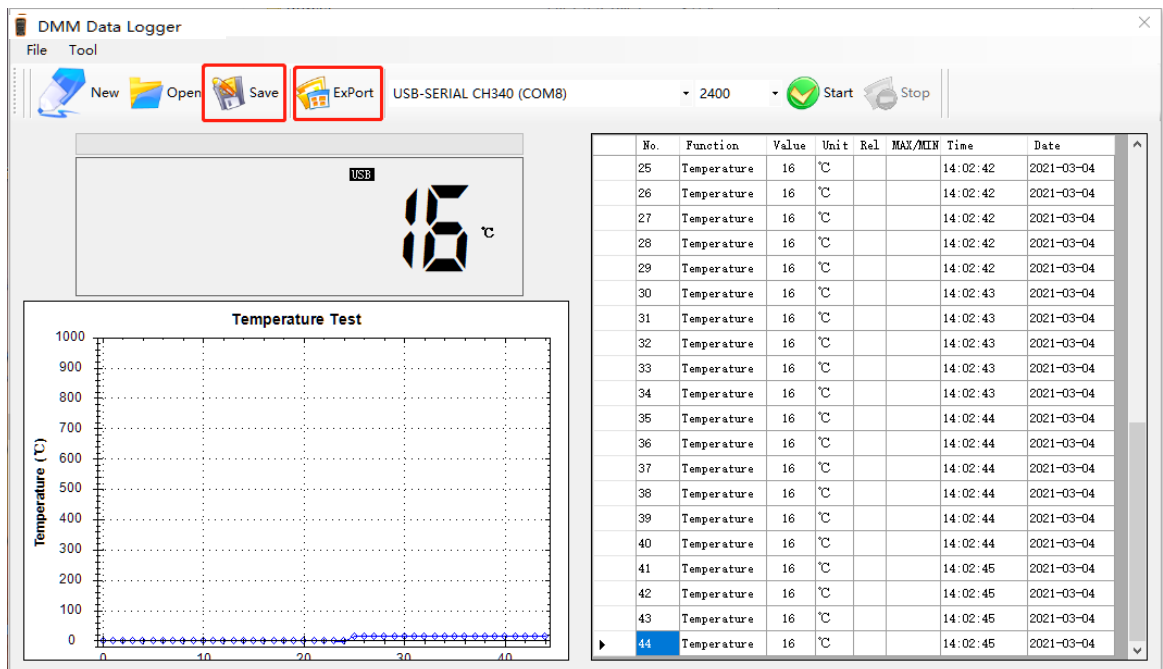 DMM Data Logger
File Tool
New Open Save ExPort USB-SERIAL CH340 (COM8) 2400 Start Stop
USB
16 ℃
Temperature Test
Temperature (℃)
1000
900
800
700
600
500
400
300
200
100
0
0 10 20 30 40
No. Function Value Unit Rel MAX/MIN Time Date
25 Temperature 16 ℃ 14:02:42 2021-03-04
26 Temperature 16 ℃ 14:02:42 2021-03-04
27 Temperature 16 ℃ 14:02:42 2021-03-04
28 Temperature 16 ℃ 14:02:42 2021-03-04
29 Temperature 16 ℃ 14:02:42 2021-03-04
30 Temperature 16 ℃ 14:02:43 2021-03-04
31 Temperature 16 ℃ 14:02:43 2021-03-04
32 Temperature 16 ℃ 14:02:43 2021-03-04
33 Temperature 16 ℃ 14:02:43 2021-03-04
34 Temperature 16 ℃ 14:02:43 2021-03-04
35 Temperature 16 ℃ 14:02:44 2021-03-04
36 Temperature 16 ℃ 14:02:44 2021-03-04
37 Temperature 16 ℃ 14:02:44 2021-03-04
38 Temperature 16 ℃ 14:02:44 2021-03-04
39 Temperature 16 ℃ 14:02:44 2021-03-04
40 Temperature 16 ℃ 14:02:44 2021-03-04
41 Temperature 16 ℃ 14:02:45 2021-03-04
42 Temperature 16 ℃ 14:02:45 2021-03-04
43 Temperature 16 ℃ 14:02:45 2021-03-04
44 Temperature 16 ℃ 14:02:45 2021-03-04